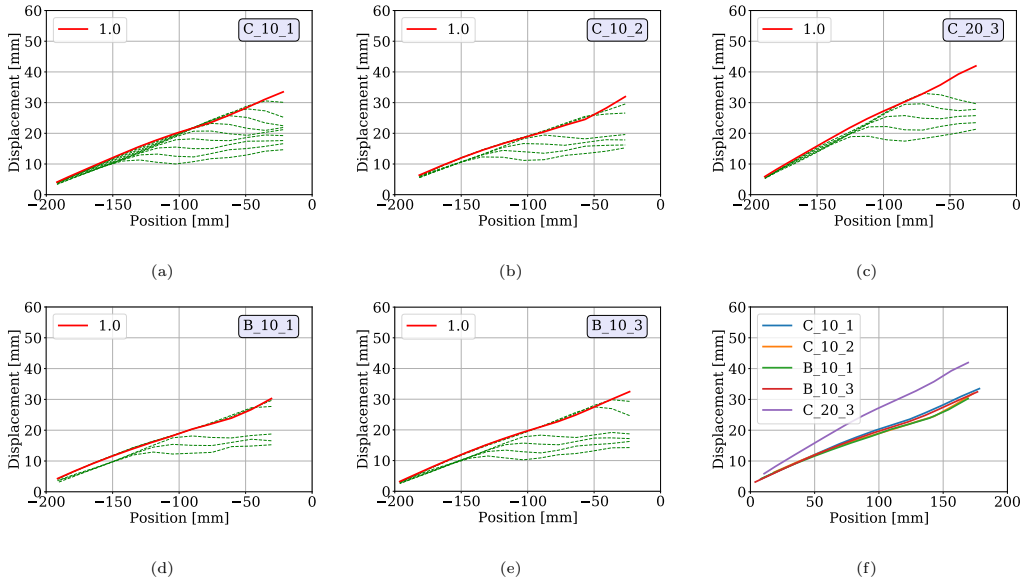 60
50
40
30
20
10
0
Displacement [mm]
1.0
C_10_1
−200
−150
−100
−50
0
Position [mm]
(a)
60
50
40
30
20
10
0
Displacement [mm]
1.0
C_10_2
−200
−150
−100
−50
0
Position [mm]
(b)
60
50
40
30
20
10
0
Displacement [mm]
1.0
C_20_3
−200
−150
−100
−50
0
Position [mm]
(c)
60
50
40
30
20
10
0
Displacement [mm]
1.0
B_10_1
−200
−150
−100
−50
0
Position [mm]
(d)
60
50
40
30
20
10
0
Displacement [mm]
1.0
B_10_3
−200
−150
−100
−50
0
Position [mm]
(e)
60
50
40
30
20
10
0
Displacement [mm]
C_10_1
C_10_2
B_10_1
B_10_3
C_20_3
0
50
100
150
200
Position [mm]
(f)